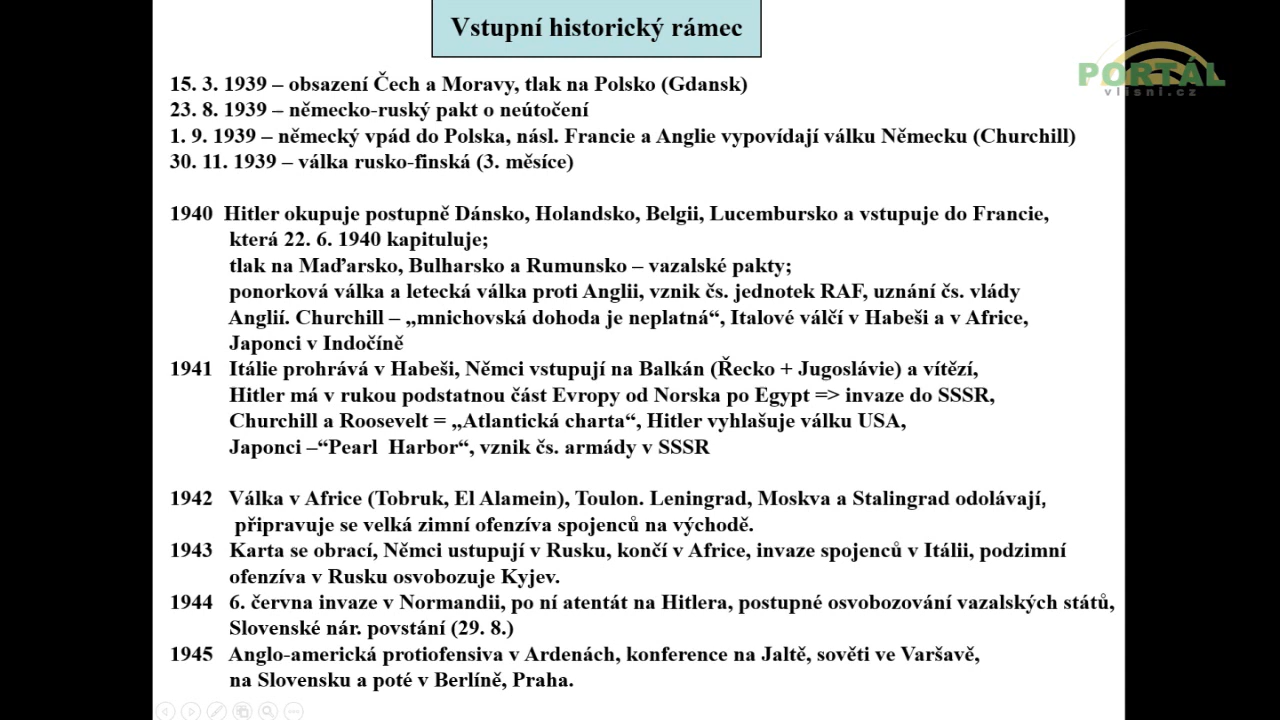 Vstupní historický rámec
PORTÁL
vlisni.cz
15. 3. 1939 – obsazení Čech a Moravy, tlak na Polsko (Gdansk)
23. 8. 1939 – německo-ruský pakt o neútočení
1. 9. 1939 – německý vpád do Polska, násl. Francie a Anglie vypovídají válku Německu (Churchill)
30. 11. 1939 – válka rusko-finská (3. měsíce)
1940 Hitler okupuje postupně Dánsko, Holandsko, Belgii, Lucembursko a vstupuje do Francie,
která 22. 6. 1940 kapituluje;
tlak na Maďarsko, Bulharsko a Rumunsko – vazalské pakty;
ponorková válka a letecká válka proti Anglii, vznik čs. jednotek RAF, uznání čs. vlády
Anglií. Churchill – „mnichovská dohoda je neplatná“, Italové válčí v Habeši a v Africe,
Japonci v Indočíně
1941 Itálie prohrává v Habeši, Němci vstupují na Balkán (Řecko + Jugoslávie) a vítězí,
Hitler má v rukou podstatnou část Evropy od Norska po Egypt => invaze do SSSR,
Churchill a Roosevelt = „Atlantická charta“, Hitler vyhlašuje válku USA,
Japonci –“Pearl Harbor“, vznik čs. armády v SSSR
1942 Válka v Africe (Tobruk, El Alamein), Toulon. Leningrad, Moskva a Stalingrad odolávají,
připravuje se velká zimní ofenzíva spojenců na východě.
1943 Karta se obrací, Němci ustupují v Rusku, končí v Africe, invaze spojenců v Itálii, podzimní
ofenzíva v Rusku osvobozuje Kyjev.
1944 6. června invaze v Normandii, po ní atentát na Hitlera, postupné osvobozování vazalských států,
Slovenské nár. povstání (29. 8.)
1945 Anglo-americká protiofensiva v Ardenách, konference na Jaltě, sověti ve Varšavě,
na Slovensku a poté v Berlíně, Praha.